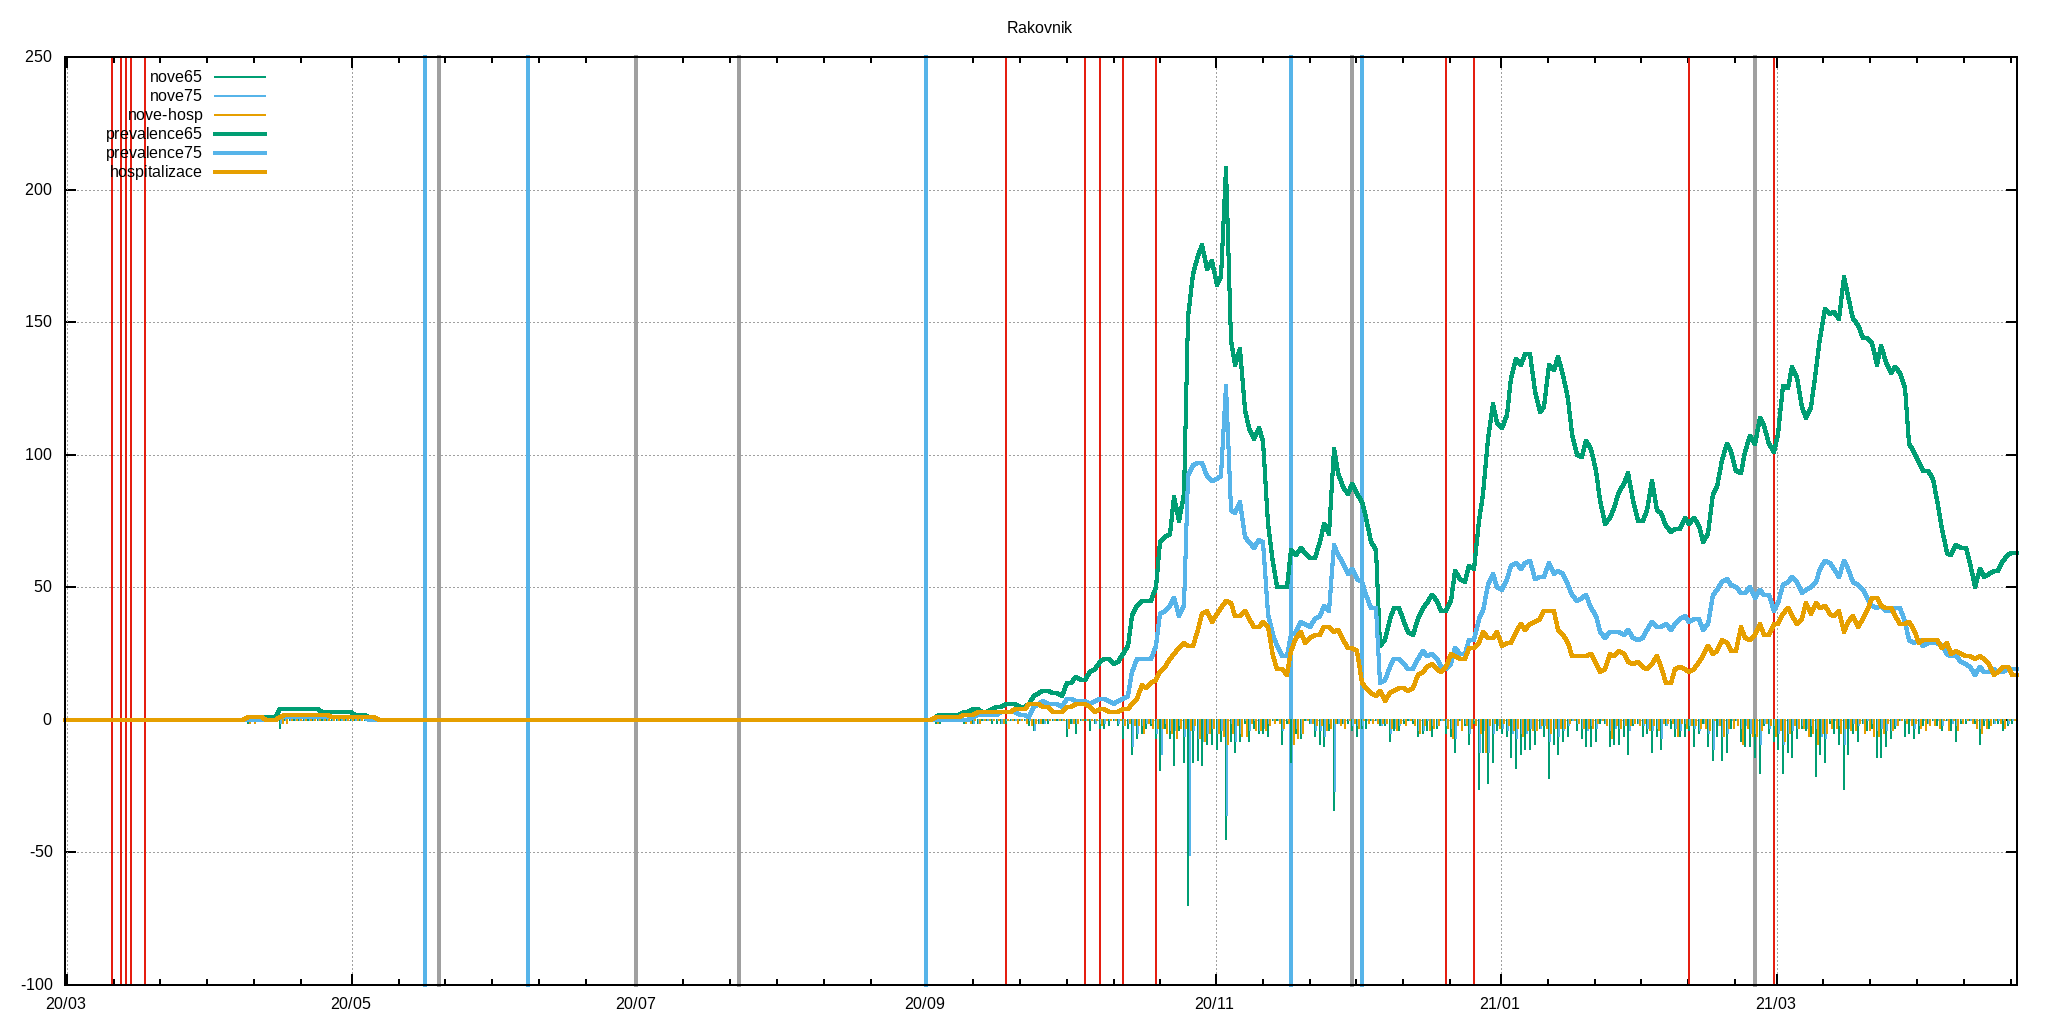 Rakovnik
250
200
150
100
50
0
-50
-100
nove65
nove75
nove-hosp
prevalence65
prevalence75
hospitalizace
20/03 20/05 20/07 20/09 20/11 21/01 21/03